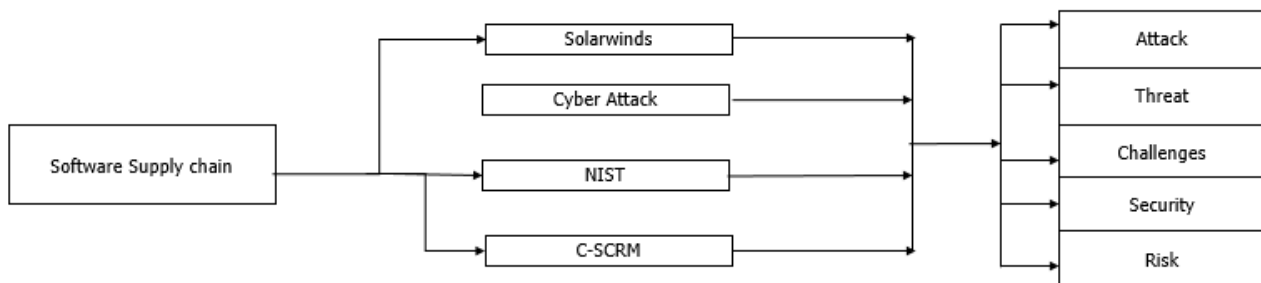 Software Supply chain
Solarwinds
Cyber Attack
NIST
C-SCRM
Attack
Threat
Challenges
Security
Risk